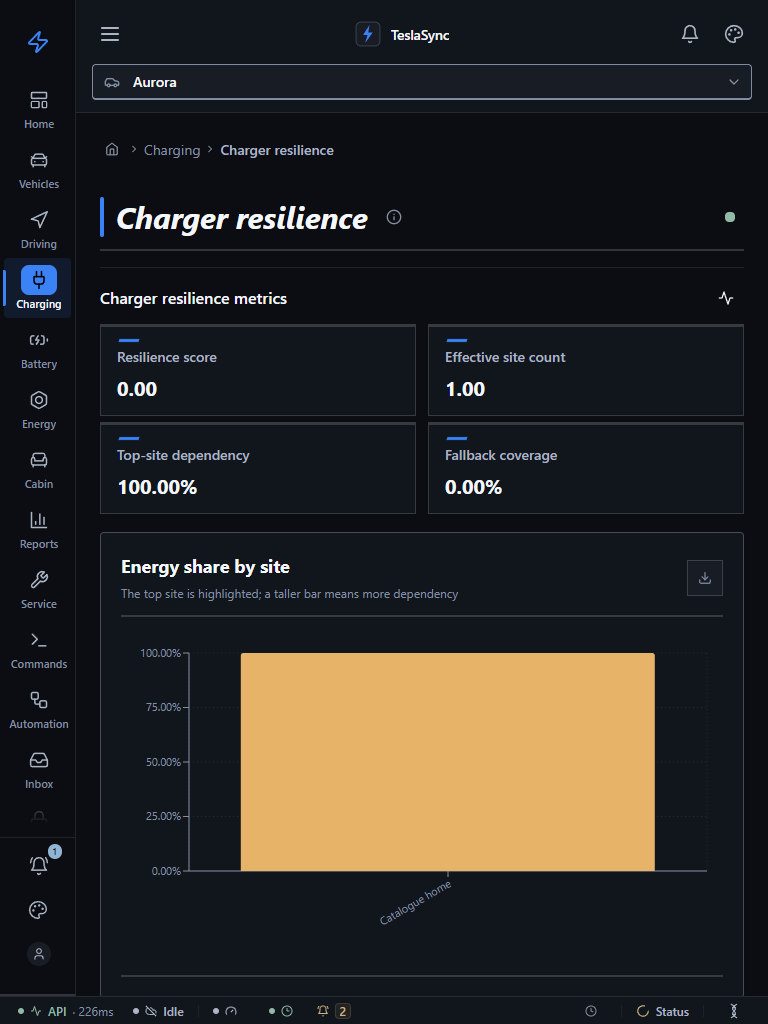 TeslaSync
Aurora
Home
Vehicles
Driving
Charging
Battery
Energy
Cabin
Reports
Service
Commands
Automation
Inbox
1
Charging
Charger resilience
Charger resilience
Charger resilience metrics
Resilience score
0.00
Effective site count
1.00
Top-site dependency
100.00%
Fallback coverage
0.00%
Energy share by site
The top site is highlighted; a taller bar means more dependency
100.00%
75.00%
50.00%
25.00%
0.00%
Catalogue home
API · 226ms
Idle
2
Status